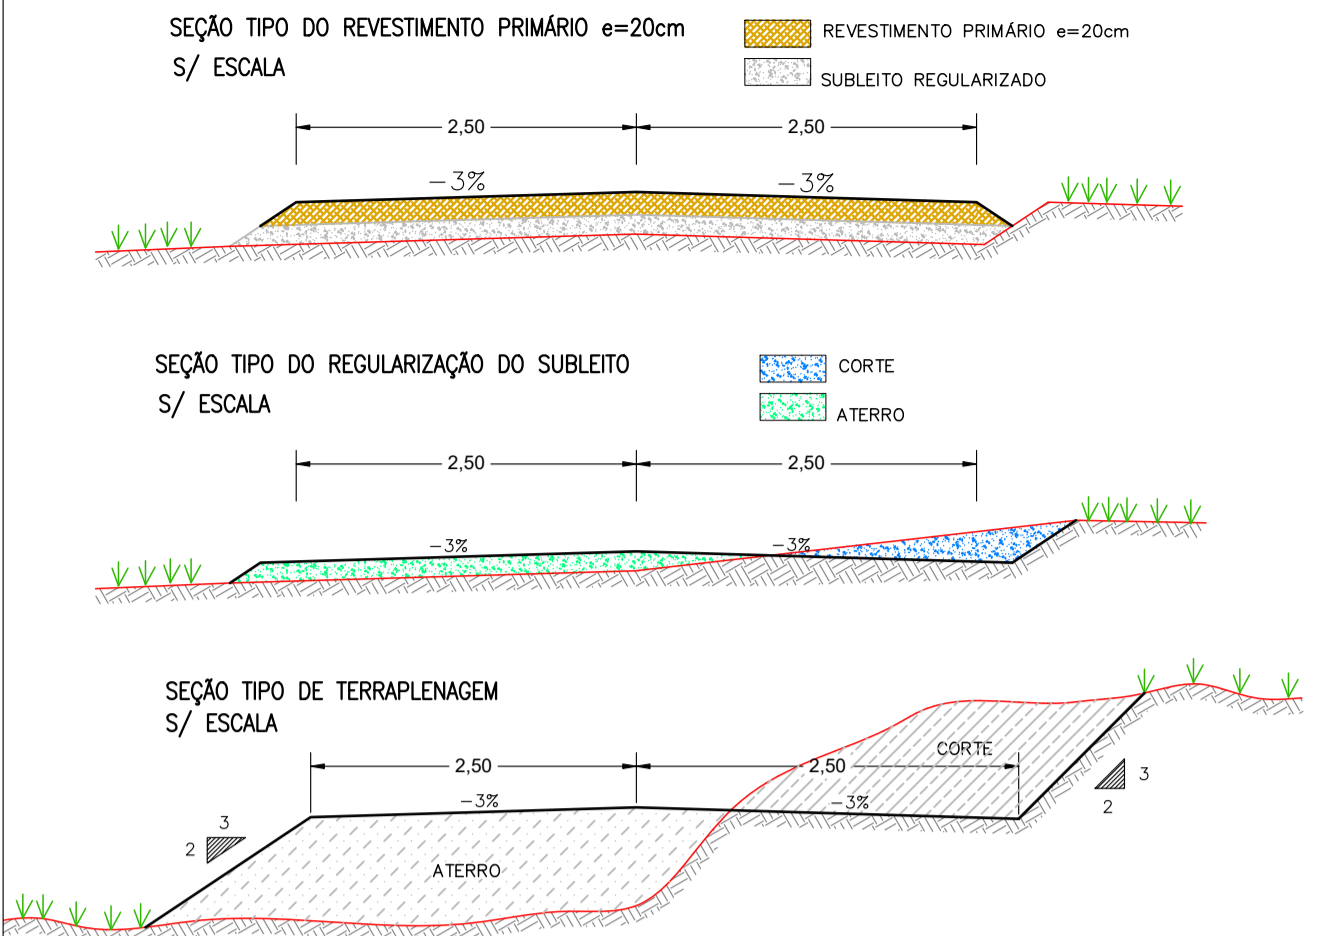 SEÇÃO TIPO DO REVESTIMENTO PRIMÁRIO e=20cm
S/ ESCALA
REVESTIMENTO PRIMÁRIO e=20cm
SUBLEITO REGULARIZADO
2,50
2,50
-3%
-3%
SEÇÃO TIPO DO REGULARIZAÇÃO DO SUBLEITO
S/ ESCALA
CORTE
ATERRO
2,50
2,50
-3%
-3%
SEÇÃO TIPO DE TERRAPLENAGEM
S/ ESCALA
CORTE
2,50
2,50
-3%
-3%
3
2
3
2
ATERRO